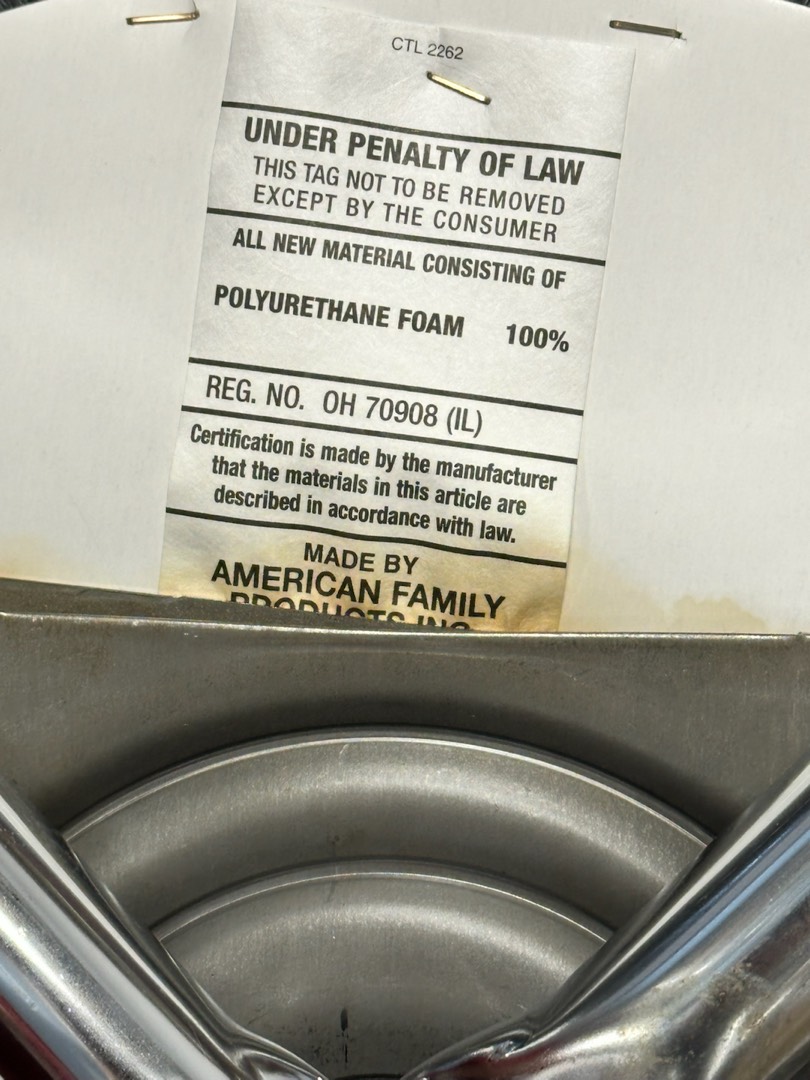 CTL 2262
UNDER PENALTY OF LAW
THIS TAG NOT TO BE REMOVED
EXCEPT BY THE CONSUMER
ALL NEW MATERIAL CONSISTING OF
POLYURETHANE FOAM 100%
REG. NO. OH 70908 (IL)
Certification is made by the manufacturer
that the materials in this article are
described in accordance with law.
MADE BY
AMERICAN FAMILY
PRODUCTS INC